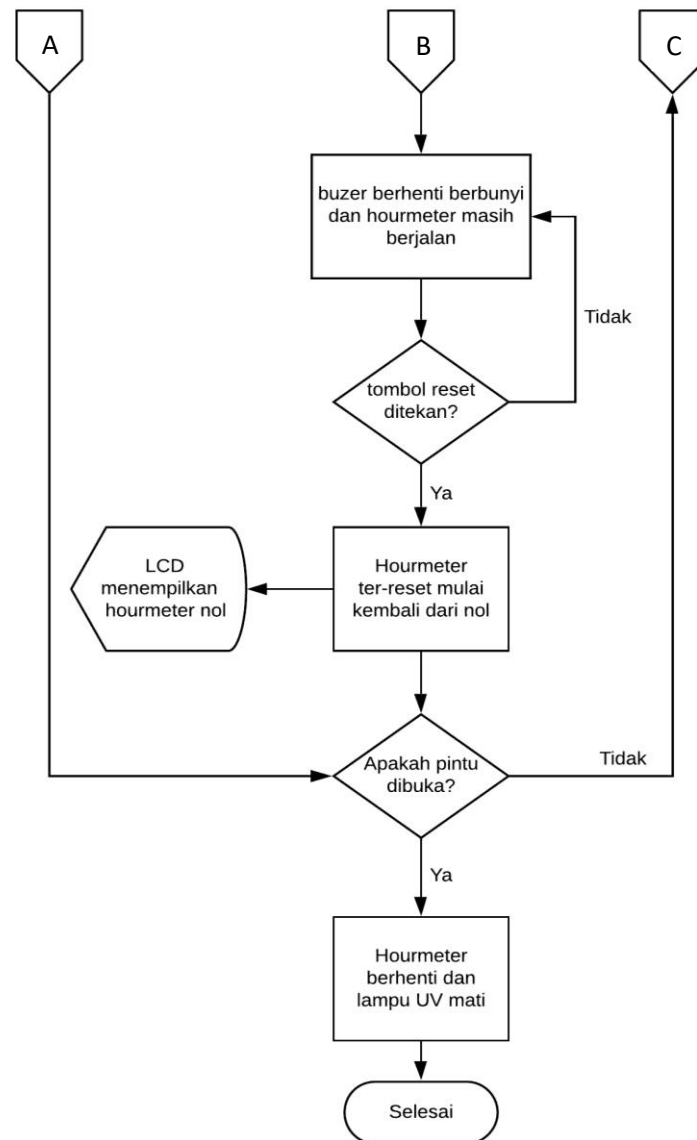 A
B
C
buzer berhenti berbunyi
dan hourmeter masih
berjalan
Tidak
tombol reset
ditekan?
Ya
LCD
menempilkan
hourmeter nol
Hourmeter
ter-reset mulai
kembali dari nol
Apakah pintu
dibuka?
Tidak
Ya
Hourmeter
berhenti dan
lampu UV mati
Selesai